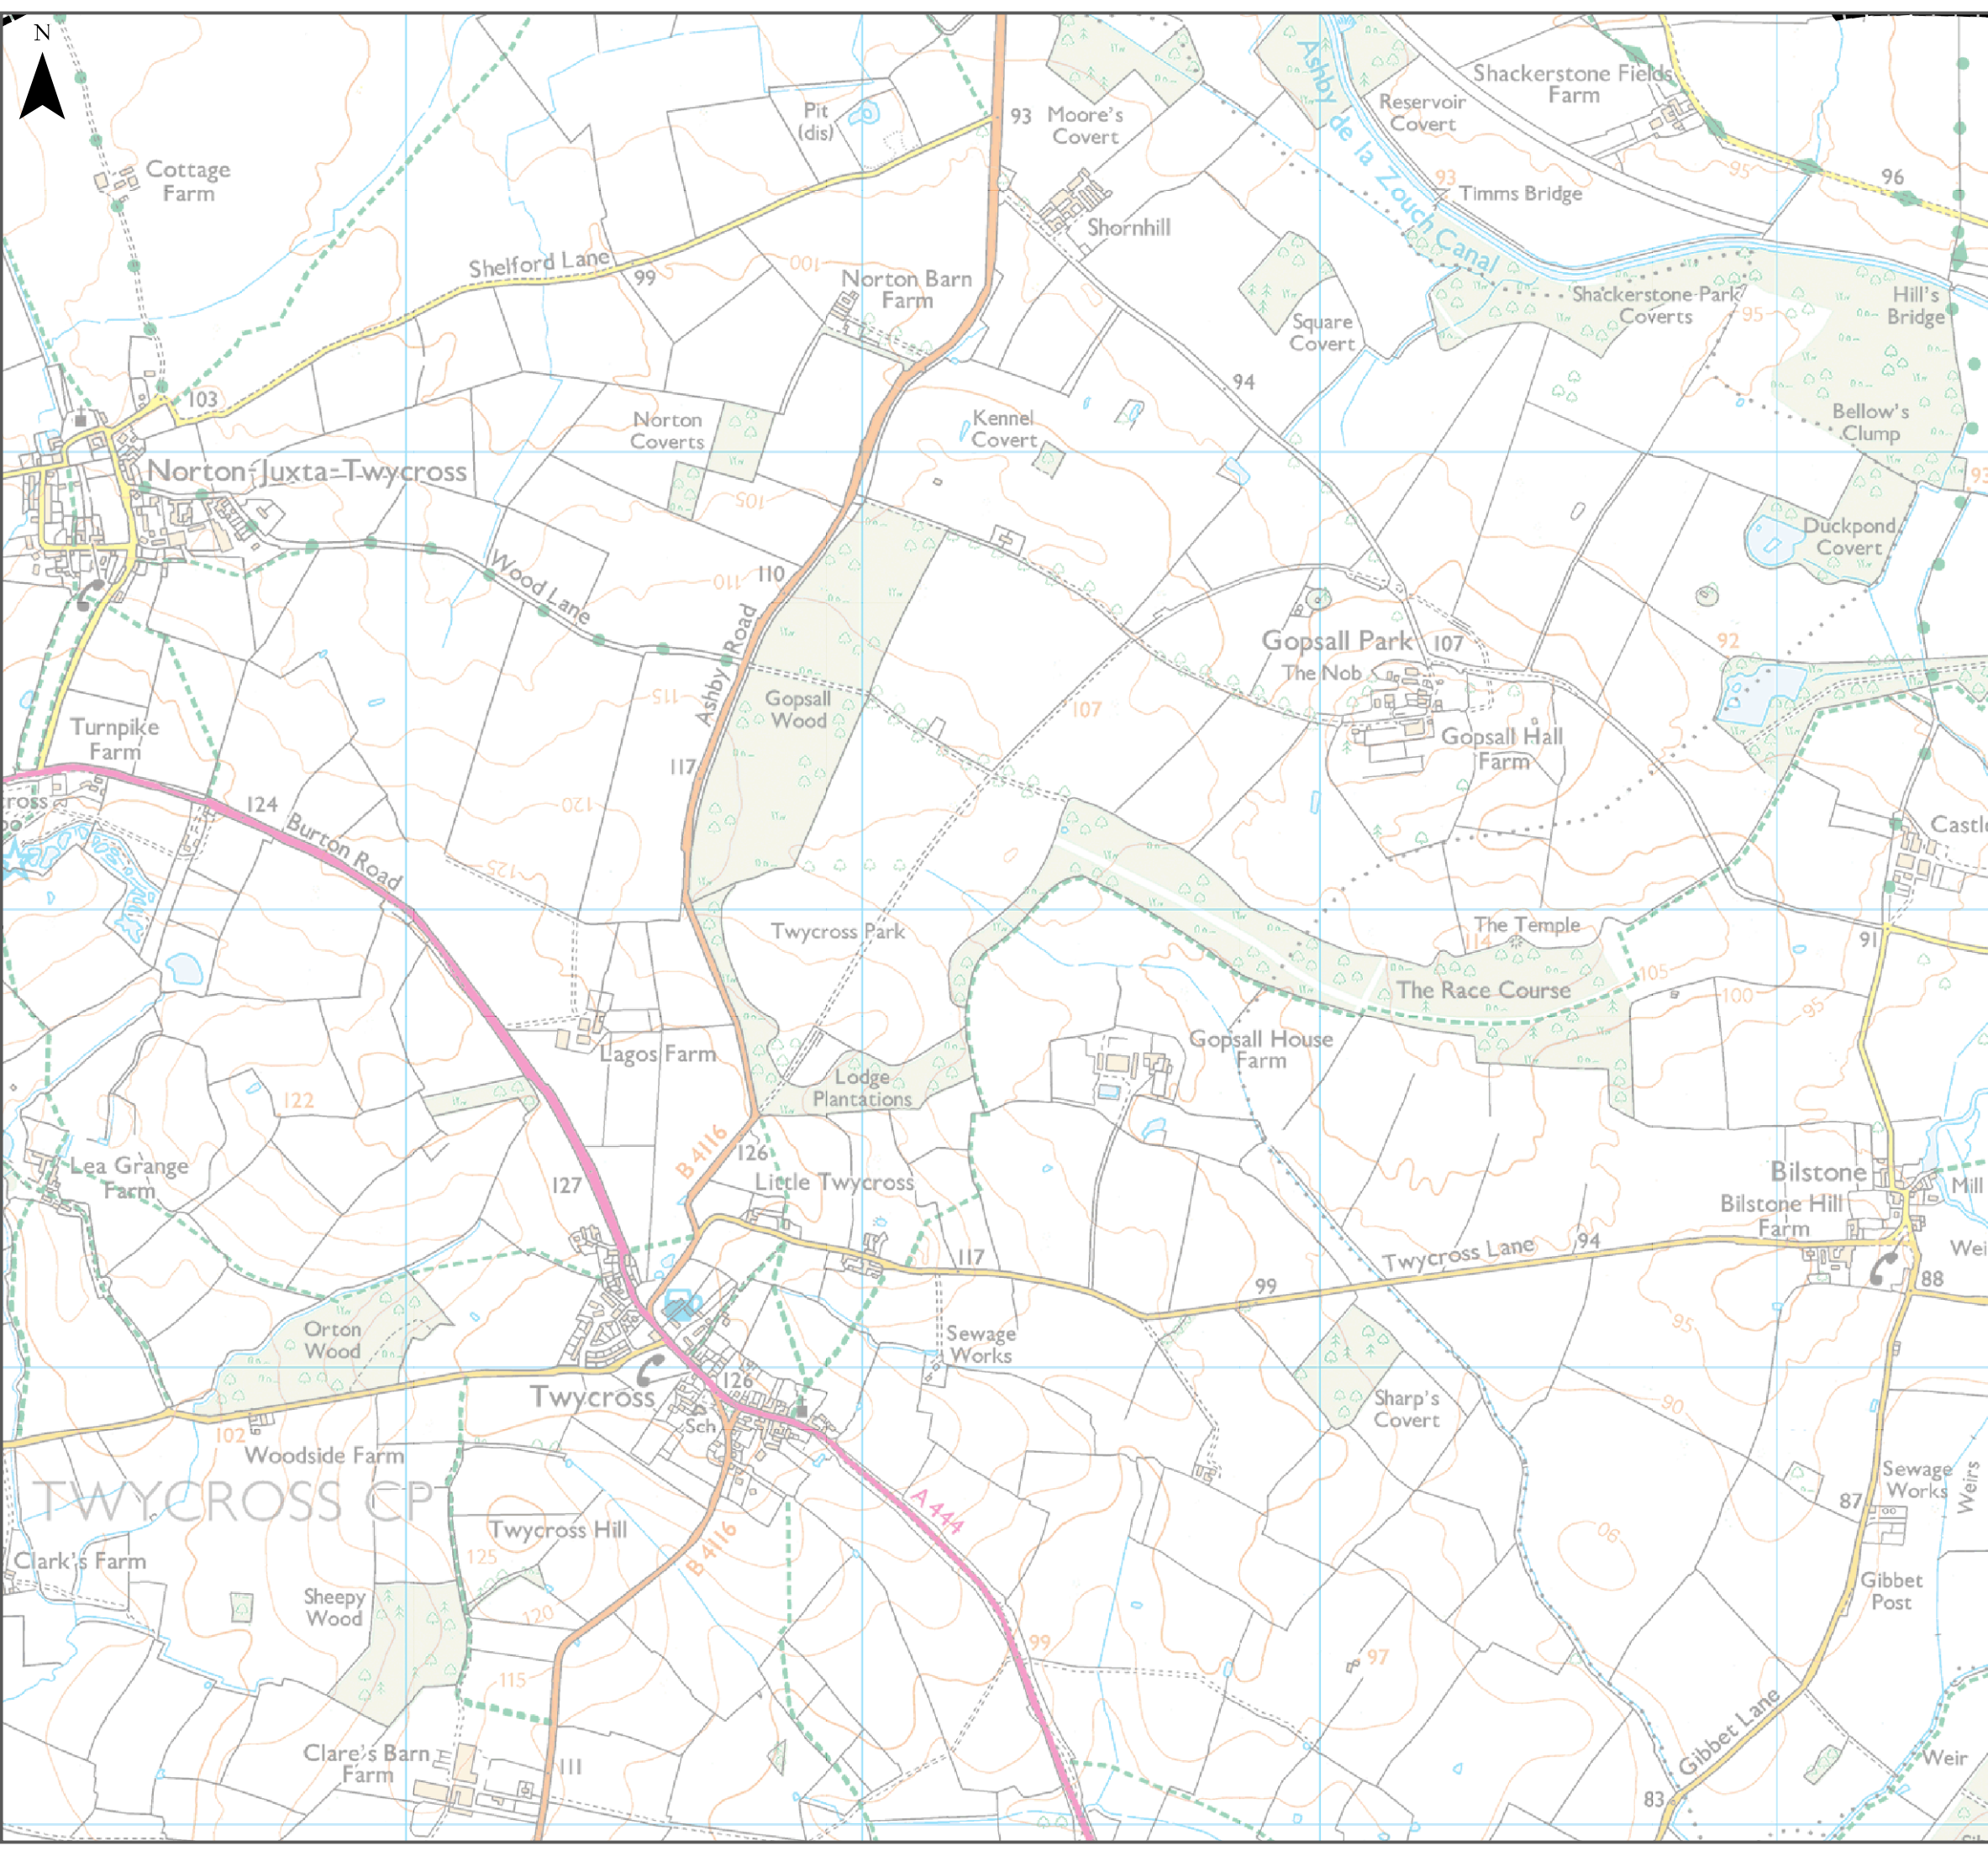 N
Cottage
Farm
Pit
(dis)
93
Moore's
Covert
Ashby de la Zouch Canal
Reservoir
Covert
Shackerstone Fields
Farm
93
Timms Bridge
95
96
Shornhill
Shelford Lane
99
100
Norton Barn
Farm
Square
Covert
Shackerstone Park
Coverts
95
Hill's
Bridge
94
103
Norton
Coverts
Kennel
Covert
Bellow's
Clump
Norton-Juxta-Twycross
105
93
Duckpond
Covert
Wood Lane
110
110
Ashby Road
Gopsall Park
107
The Nob
92
115
Gopsall
Wood
107
Turnpike
Farm
Gopsall Hall
Farm
117
120
124
Burton Road
125
Twycross Park
The Temple
114
91
105
The Race Course
100
95
Lagos Farm
Gopsall House
Farm
Lodge
Plantations
122
B 4116
126
Lea Grange
Farm
127
Little Twycross
Bilstone
Mill
Bilstone Hill
Farm
117
Twycross Lane
94
99
88
Orton
Wood
Sewage
Works
Twycross
126
Sch
Sharp's
Covert
95
90
102
Woodside Farm
TWYCROSS CP
A 444
Sewage
Works
Weirs
87
Twycross Hill
B 4116
125
90
Clark's Farm
Sheepy
Wood
120
Gibbet
Post
99
97
115
Gibbet Lane
Clare's Barn
Farm
111
Weir
83